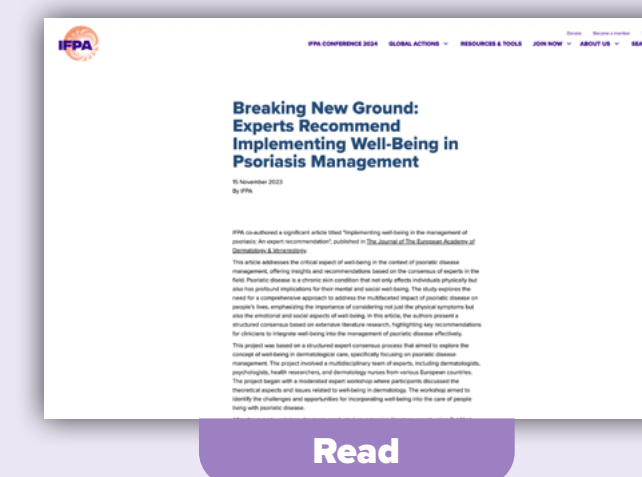 Donate Become a member
IFPA
IFPA CONFERENCE 2024 GLOBAL ACTIONS RESOURCES & TOOLS JOIN NOW ABOUT US SEA
Breaking New Ground:
Experts Recommend
Implementing Well-Being in
Psoriasis Management
15 November 2023
By IFPA
IFPA co-authored a significant article titled "Implementing well-being in the management of
psoriasis: An expert recommendation", published in The Journal of The European Academy of
Dermatology & Venereology.
This article addresses the critical aspect of well-being in the context of psoriatic disease
management, offering insights and recommendations based on the consensus of experts in the
field. Psoriatic disease is a chronic skin condition that not only affects individuals physically but
also has profound implications for their mental and social well-being. The study explores the
need for a comprehensive approach to address the multifaceted impact of psoriatic disease on
people's lives, emphasizing the importance of considering not just the physical symptoms but
also the emotional and social aspects of well-being. In this article, the authors present a
structured consensus based on extensive literature research, highlighting key recommendations
for clinicians to integrate well-being into the management of psoriatic disease effectively.
This project was based on a structured expert consensus process that aimed to explore the
concept of well-being in dermatological care, specifically focusing on psoriatic disease
management. The project involved a multidisciplinary team of experts, including dermatologists,
psychologists, health researchers, and dermatology nurses from various European countries.
The project began with a moderated expert workshop where participants discussed the
theoretical aspects and issues related to well-being in dermatology. The workshop aimed to
identify the challenges and opportunities for incorporating well-being into the care of people
living with psoriatic disease.
Read